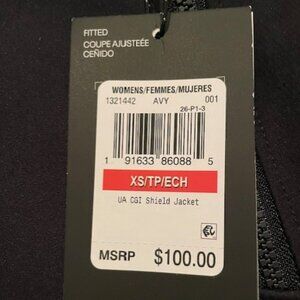 FITTED
COUPE AJUSTÉE
CEÑIDO
WOMENS/FEMMES/MUJERES
1321442 AVY 001
26-P1-3
1 91633 86088 5
XS/TP/ECH
UA CGI Shield Jacket
MSRP $100.00